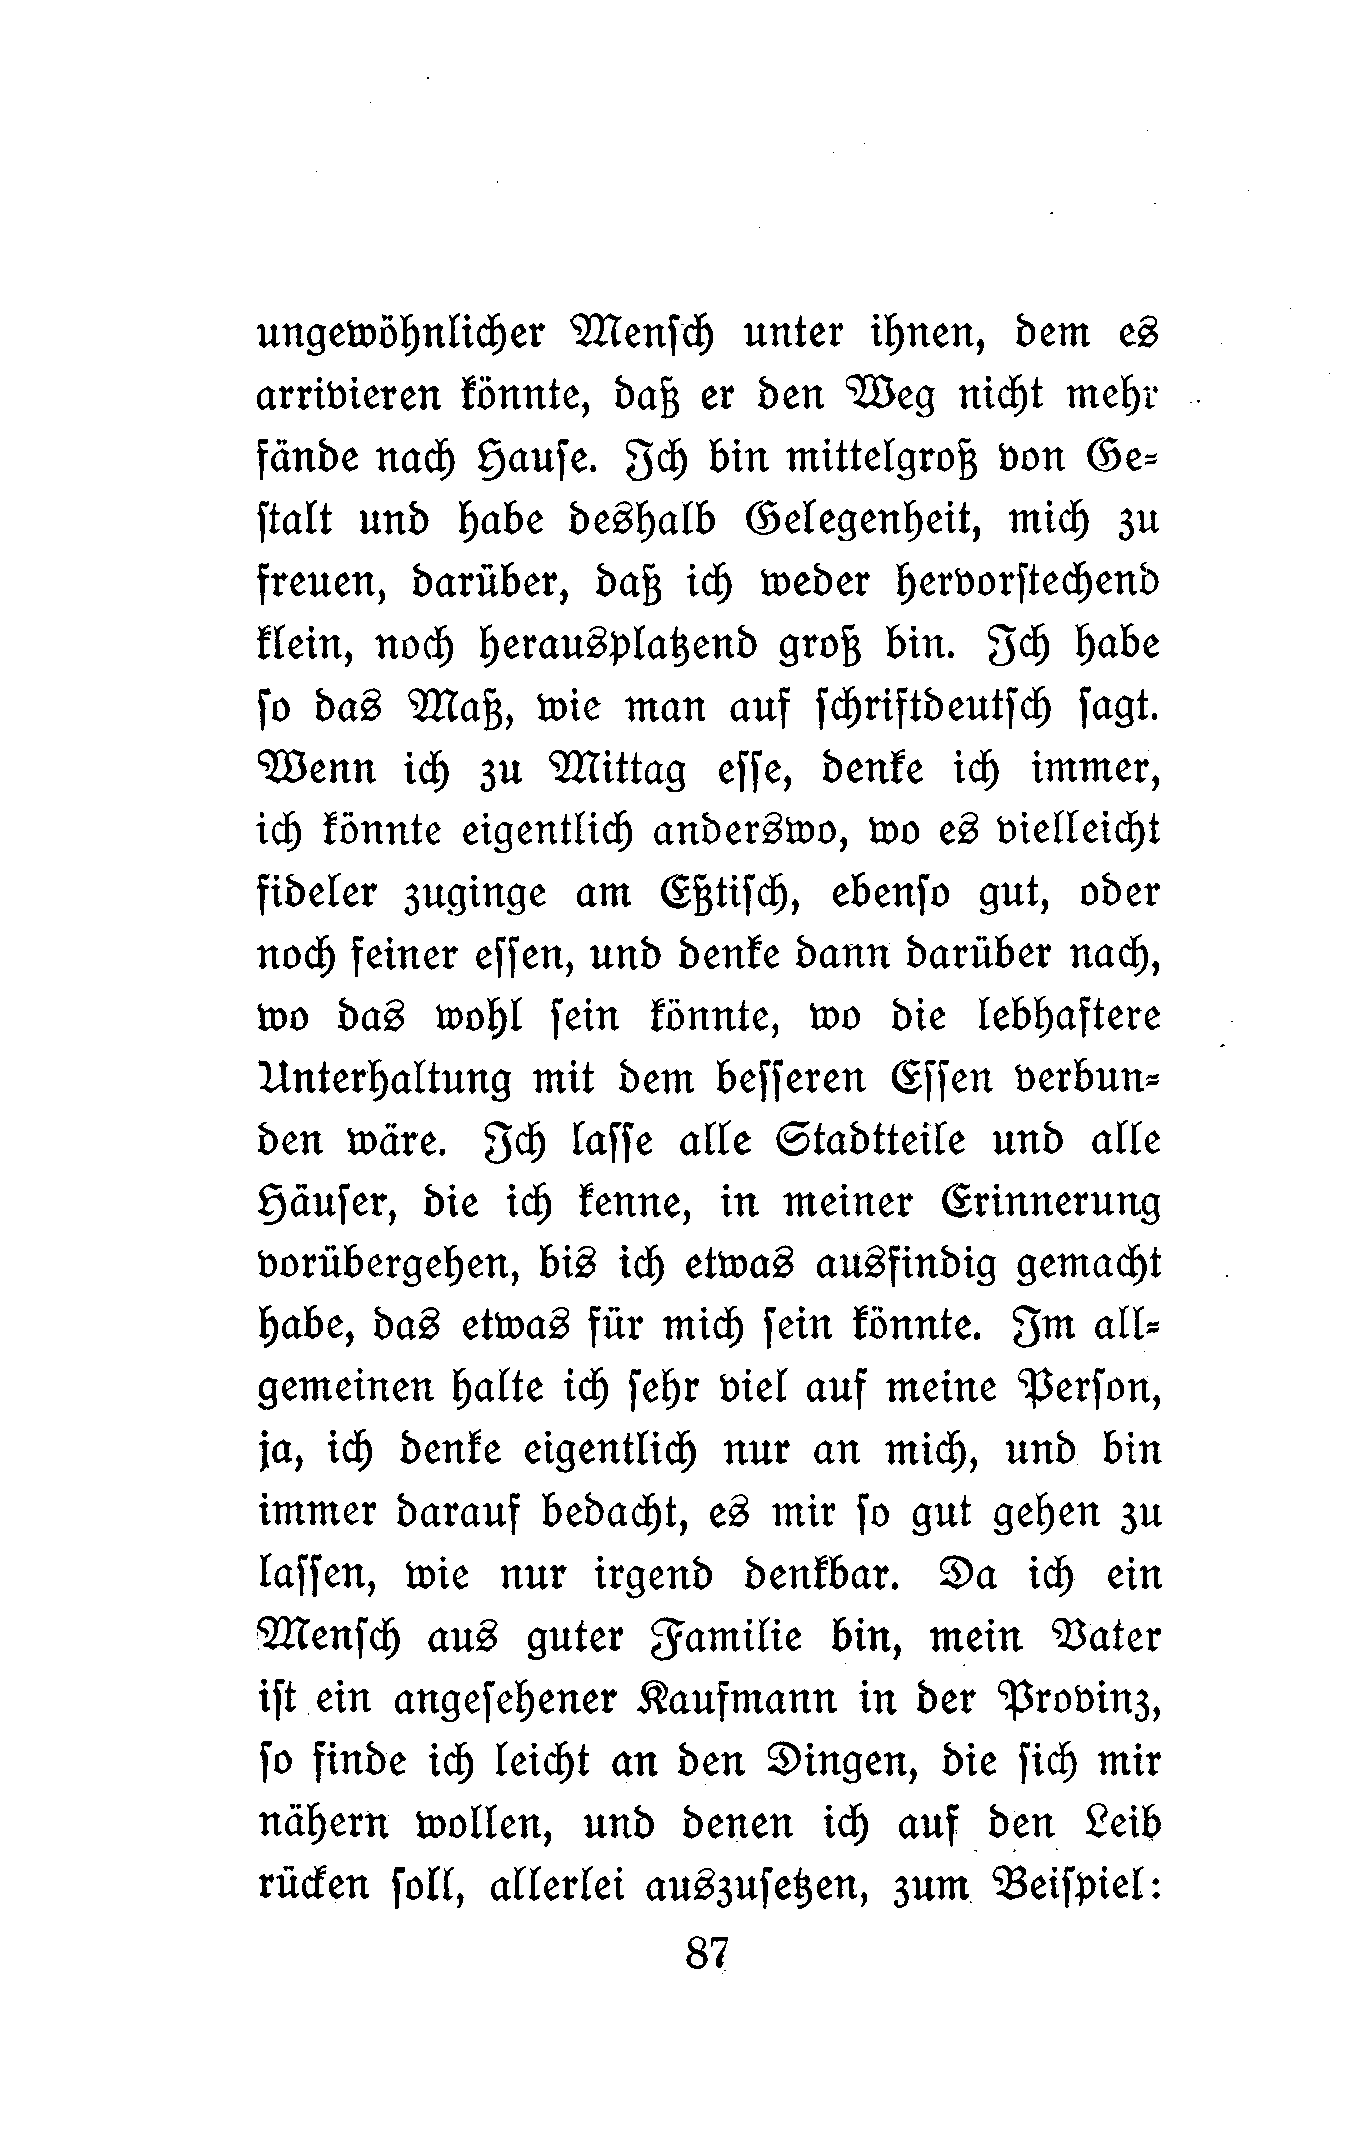 ungewöhnlicher Menſch unter ihnen, dem es
arrivieren könnte, daß er den Weg nicht mehr
fände nach Hauſe. Ich bin mittelgroß von Ge⸗
ſtalt und habe deshalb Gelegenheit, mich zu
freuen, darüber, daß ich weder hervorſtechend
klein, noch herausplatzend groß bin. Ich habe
ſo das Maß, wie man auf ſchriftdeutſch ſagt.
Wenn ich zu Mittag eſſe, denke ich immer,
ich könnte eigentlich anderswo, wo es vielleicht
fideler zuginge am Eßtiſch, ebenſo gut, oder
noch feiner eſſen, und denke dann darüber nach,
wo das wohl ſein könnte, wo die lebhaftere
Unterhaltung mit dem beſſeren Eſſen verbun⸗
den wäre. Ich laſſe alle Stadtteile und alle
Häuſer, die ich kenne, in meiner Erinnerung
vorübergehen, bis ich etwas ausfindig gemacht
habe, das etwas für mich ſein könnte. Im all⸗
gemeinen halte ich ſehr viel auf meine Perſon,
ja, ich denke eigentlich nur an mich, und bin
immer darauf bedacht, es mir ſo gut gehen zu
laſſen, wie nur irgend denkbar. Da ich ein
Menſch aus guter Familie bin, mein Vater
iſt ein angeſehener Kaufmann in der Provinz,
ſo finde ich leicht an den Dingen, die ſich mir
nähern wollen, und denen ich auf den Leib
rücken ſoll, allerlei auszuſetzen, zum Beiſpiel:
87